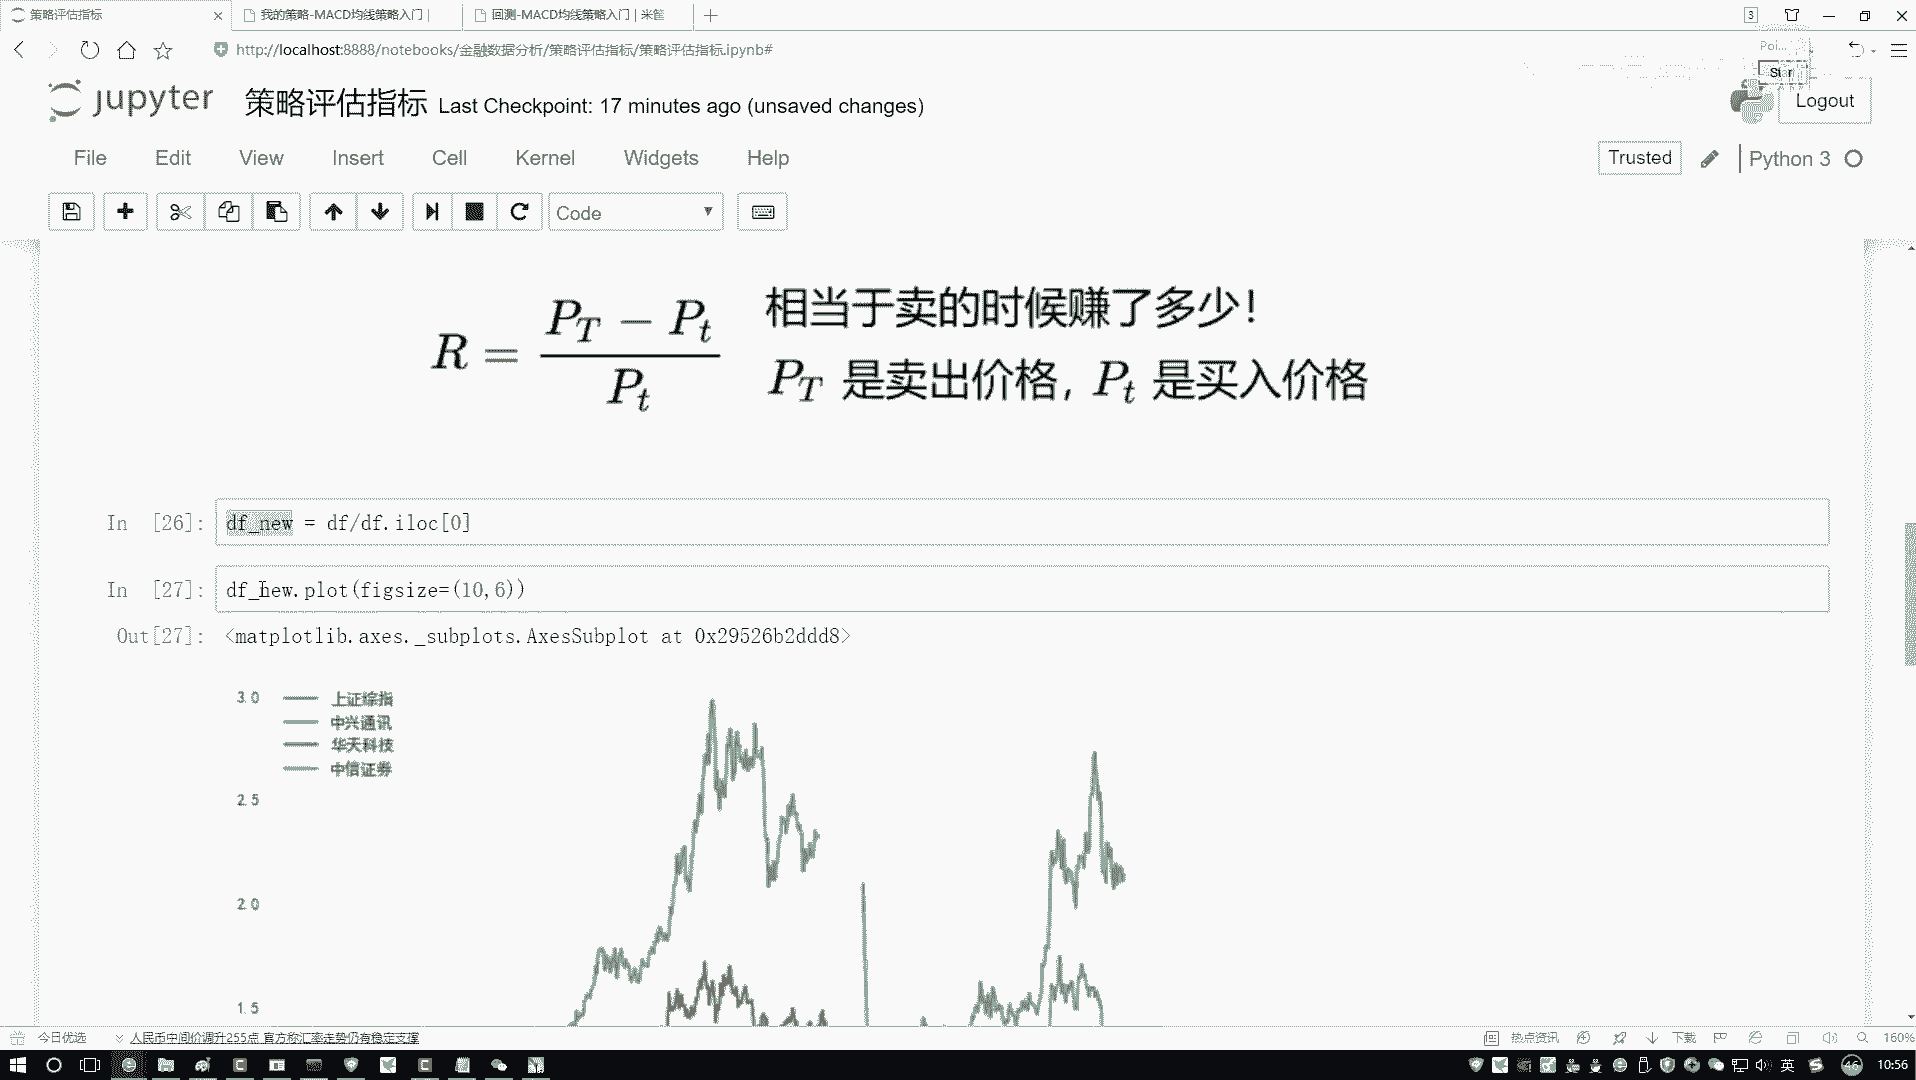 策略评估指标
我的策略-MACD均线策略入门 |
回测-MACD均线策略入门 | 米筐
3
http://localhost:8888/notebooks/金融数据分析/策略评估指标/策略评估指标.ipynb#
Poi...
Start
jupyter 策略评估指标 Last Checkpoint: 17 minutes ago (unsaved changes)
Logout
File Edit View Insert Cell Kernel Widgets Help
Trusted
Python 3
Code
R = \frac{P_T - P_t}{P_t}
相当于卖的时候赚了多少!
P_T 是卖出价格, P_t 是买入价格
In [26]: df_new = df/df.iloc[0]
In [27]: df_new.plot(figsize=(10,6))
Out[27]: <matplotlib.axes._subplots.AxesSubplot at 0x29526b2ddd8>
3.0
上证综指
中兴通讯
华天科技
中信证券
2.5
2.0
1.5
今日优选
人民币中间价调升255点 官方称汇率走势仍有稳定支撑
热点资讯
下载
160%
英
46
10:56